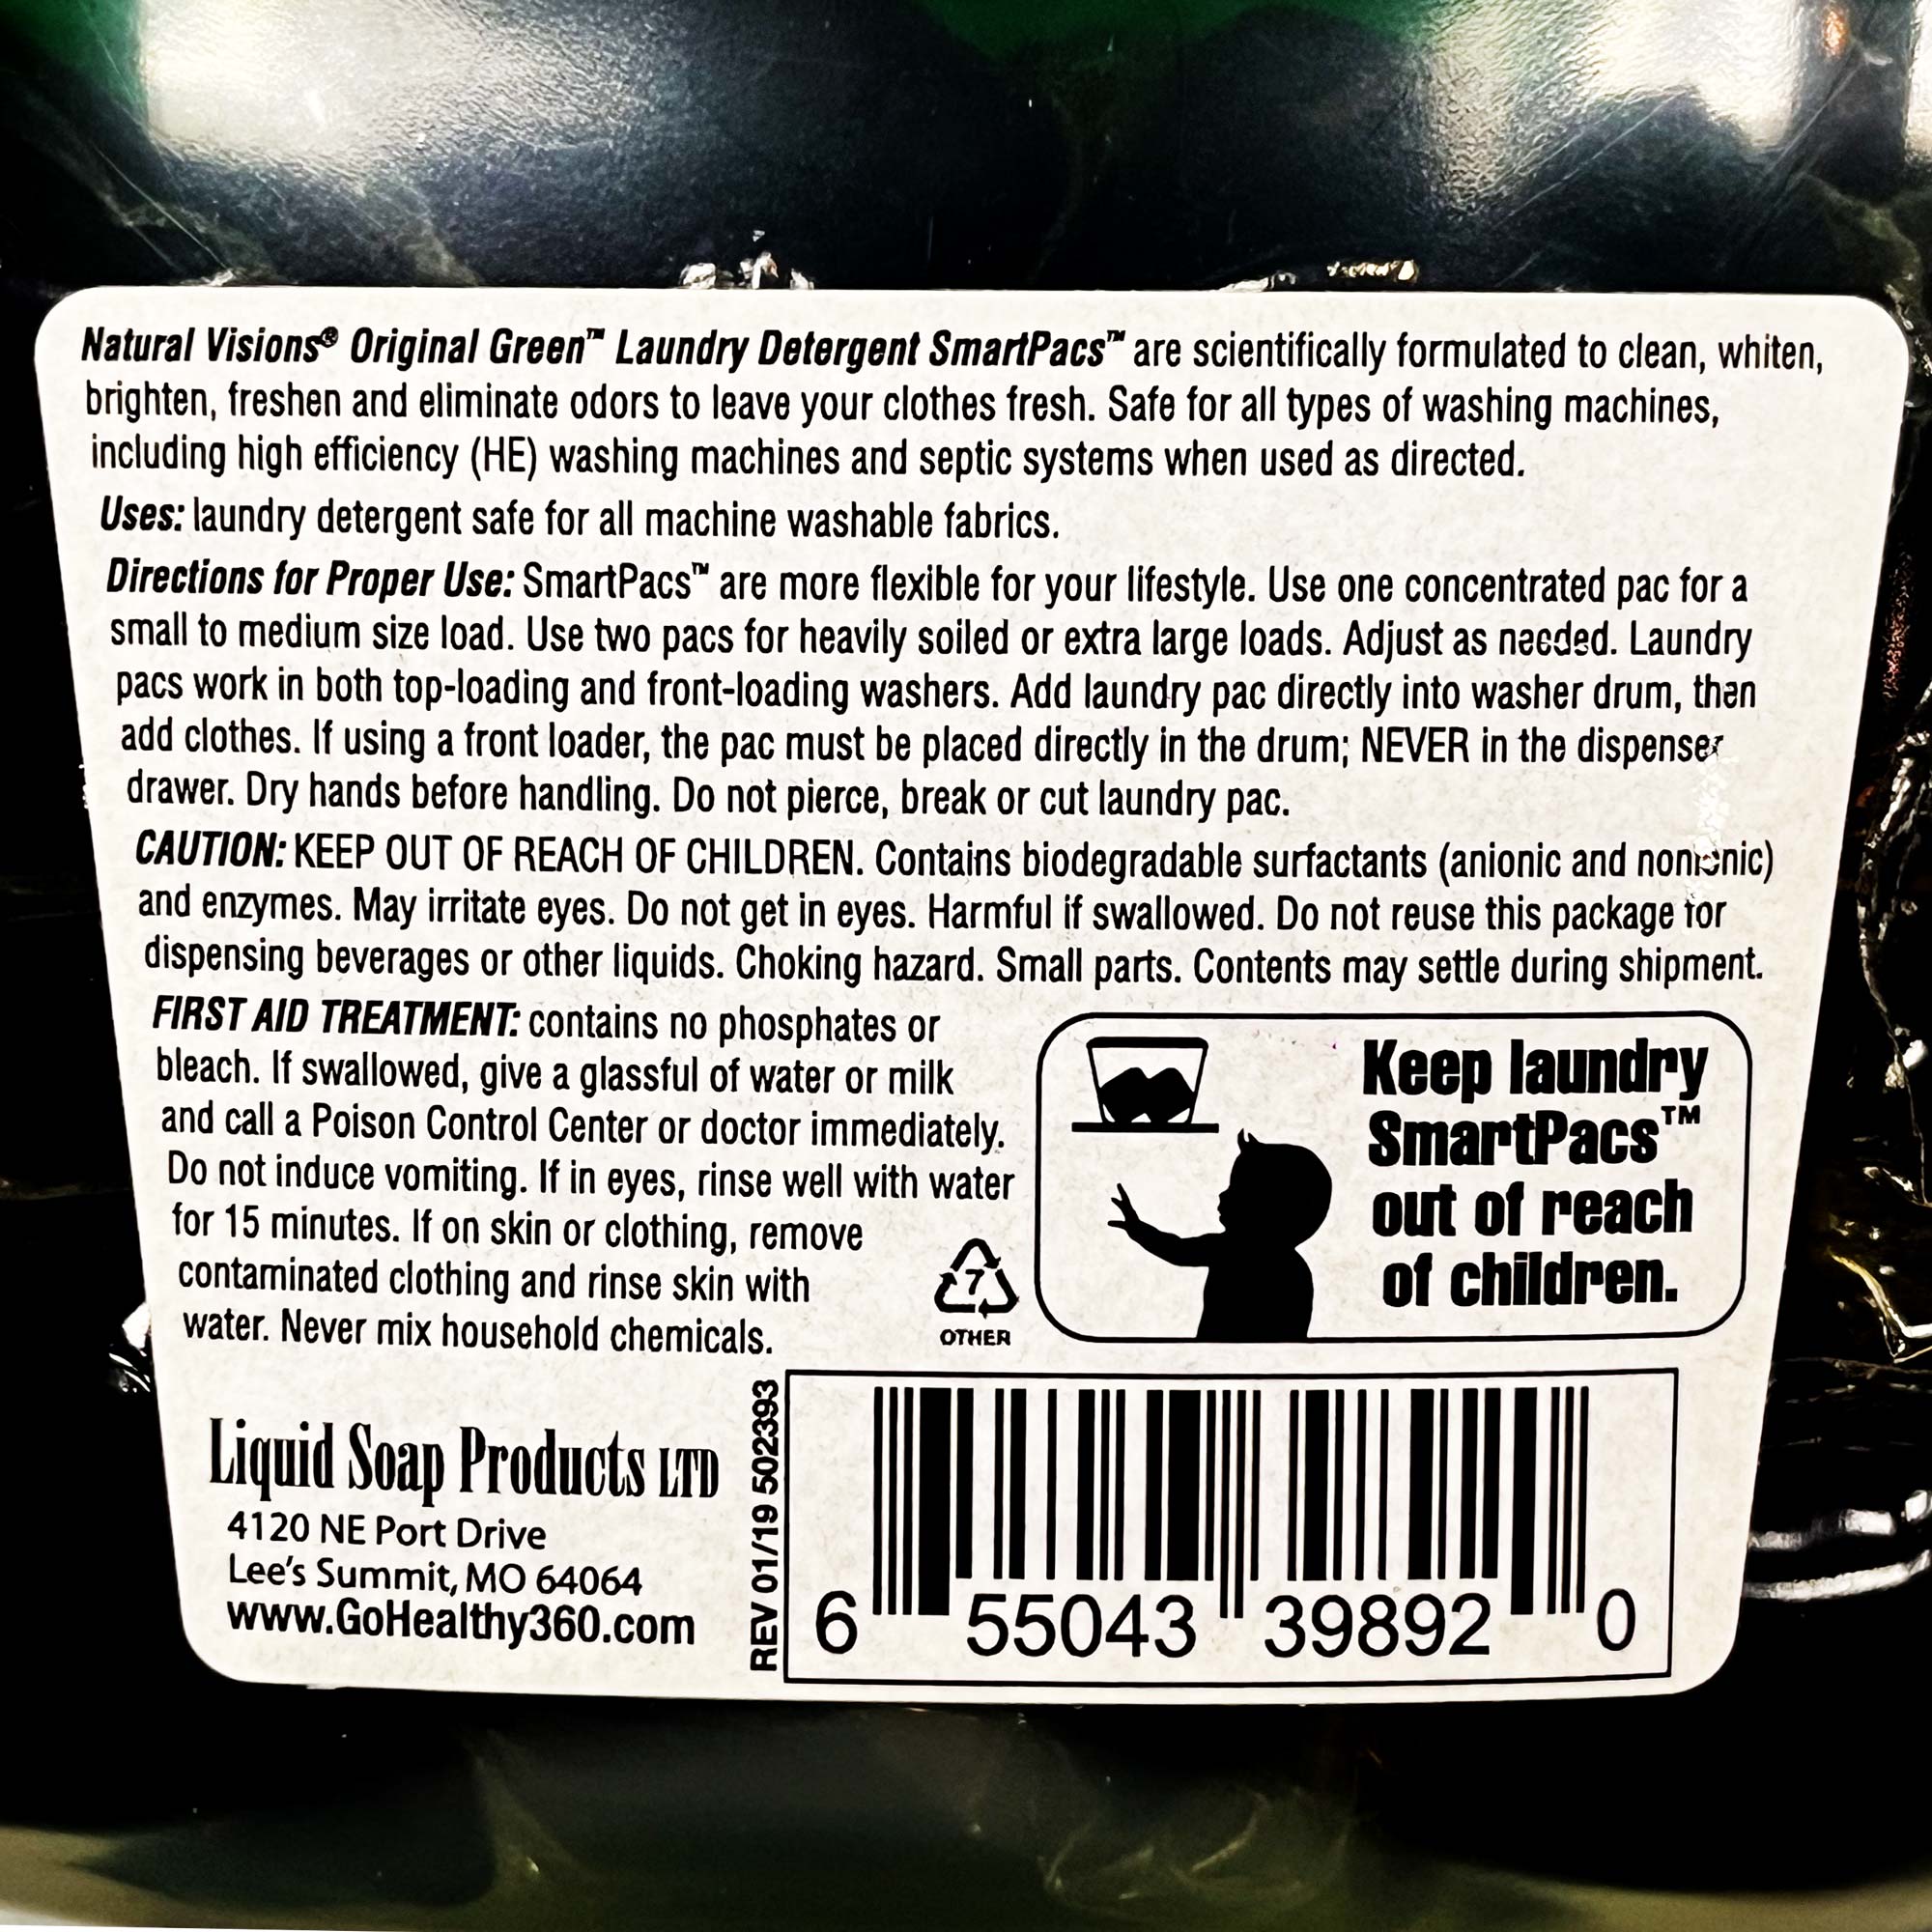 Natural Visions® Original Green™ Laundry Detergent SmartPacs™ are scientifically formulated to clean, whiten,
brighten, freshen and eliminate odors to leave your clothes fresh. Safe for all types of washing machines,
including high efficiency (HE) washing machines and septic systems when used as directed.
Uses: laundry detergent safe for all machine washable fabrics.
Directions for Proper Use: SmartPacs™ are more flexible for your lifestyle. Use one concentrated pac for a
small to medium size load. Use two pacs for heavily soiled or extra large loads. Adjust as needed. Laundry
pacs work in both top-loading and front-loading washers. Add laundry pac directly into washer drum, then
add clothes. If using a front loader, the pac must be placed directly in the drum; NEVER in the dispenser
drawer. Dry hands before handling. Do not pierce, break or cut laundry pac.
CAUTION: KEEP OUT OF REACH OF CHILDREN. Contains biodegradable surfactants (anionic and nonionic)
and enzymes. May irritate eyes. Do not get in eyes. Harmful if swallowed. Do not reuse this package for
dispensing beverages or other liquids. Choking hazard. Small parts. Contents may settle during shipment.
FIRST AID TREATMENT: contains no phosphates or
bleach. If swallowed, give a glassful of water or milk
and call a Poison Control Center or doctor immediately.
Do not induce vomiting. If in eyes, rinse well with water
for 15 minutes. If on skin or clothing, remove
contaminated clothing and rinse skin with
water. Never mix household chemicals.
7
OTHER
Keep laundry
SmartPacs™
out of reach
of children.
Liquid Soap Products LTD
4120 NE Port Drive
Lee's Summit, MO 64064
www.GoHealthy360.com
REV 01/19 502393
6 55043 39892 0